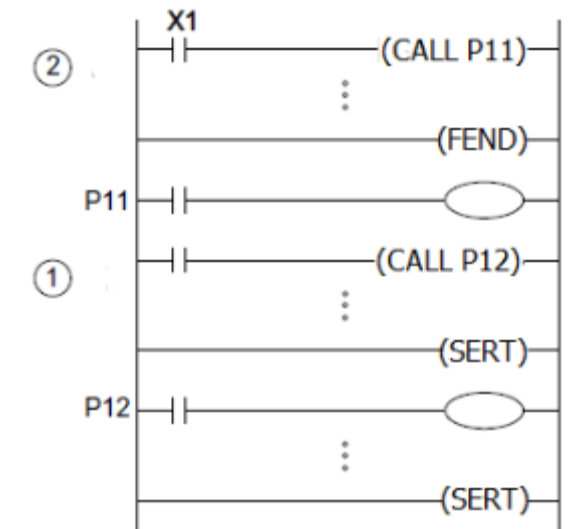 X1
② (CALL P11)
(FEND)
P11
① (CALL P12)
(SERT)
P12
(SERT)